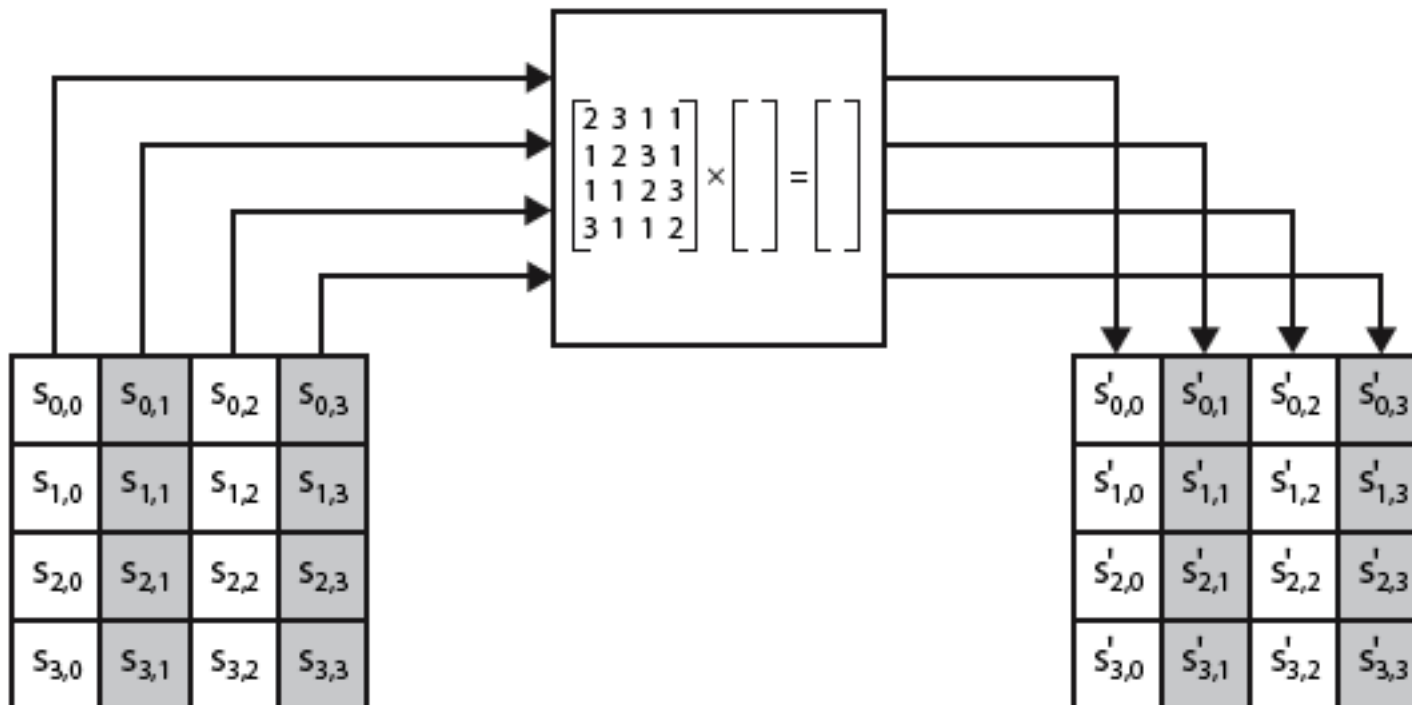 2 3 1 1
1 2 3 1
1 1 2 3
3 1 1 2
× =
s0,0 s0,1 s0,2 s0,3
s1,0 s1,1 s1,2 s1,3
s2,0 s2,1 s2,2 s2,3
s3,0 s3,1 s3,2 s3,3
s'0,0 s'0,1 s'0,2 s'0,3
s'1,0 s'1,1 s'1,2 s'1,3
s'2,0 s'2,1 s'2,2 s'2,3
s'3,0 s'3,1 s'3,2 s'3,3